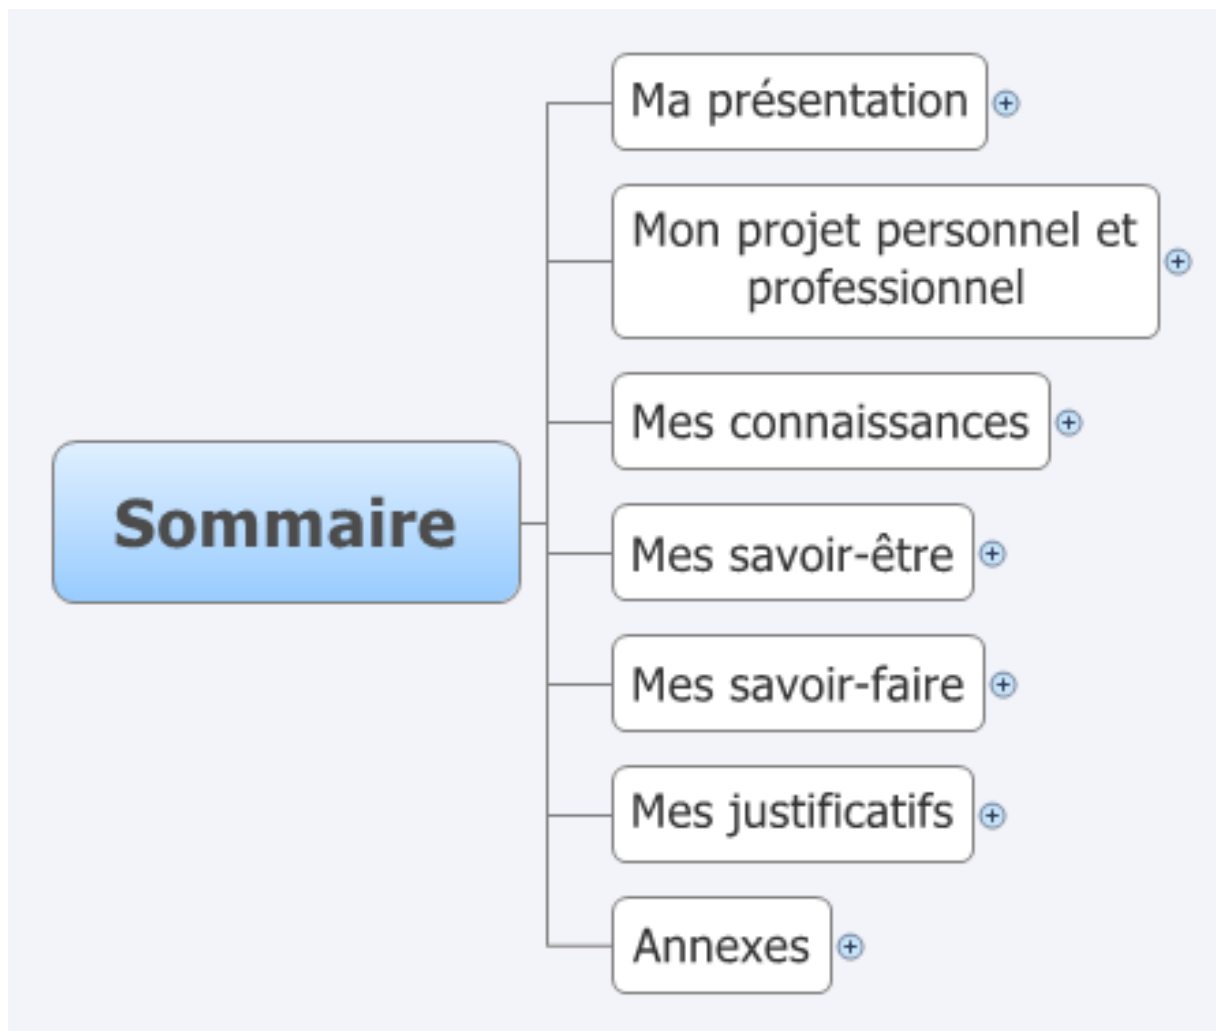 Ma présentation
Mon projet personnel et
professionnel
Mes connaissances
Sommaire
Mes savoir-être
Mes savoir-faire
Mes justificatifs
Annexes